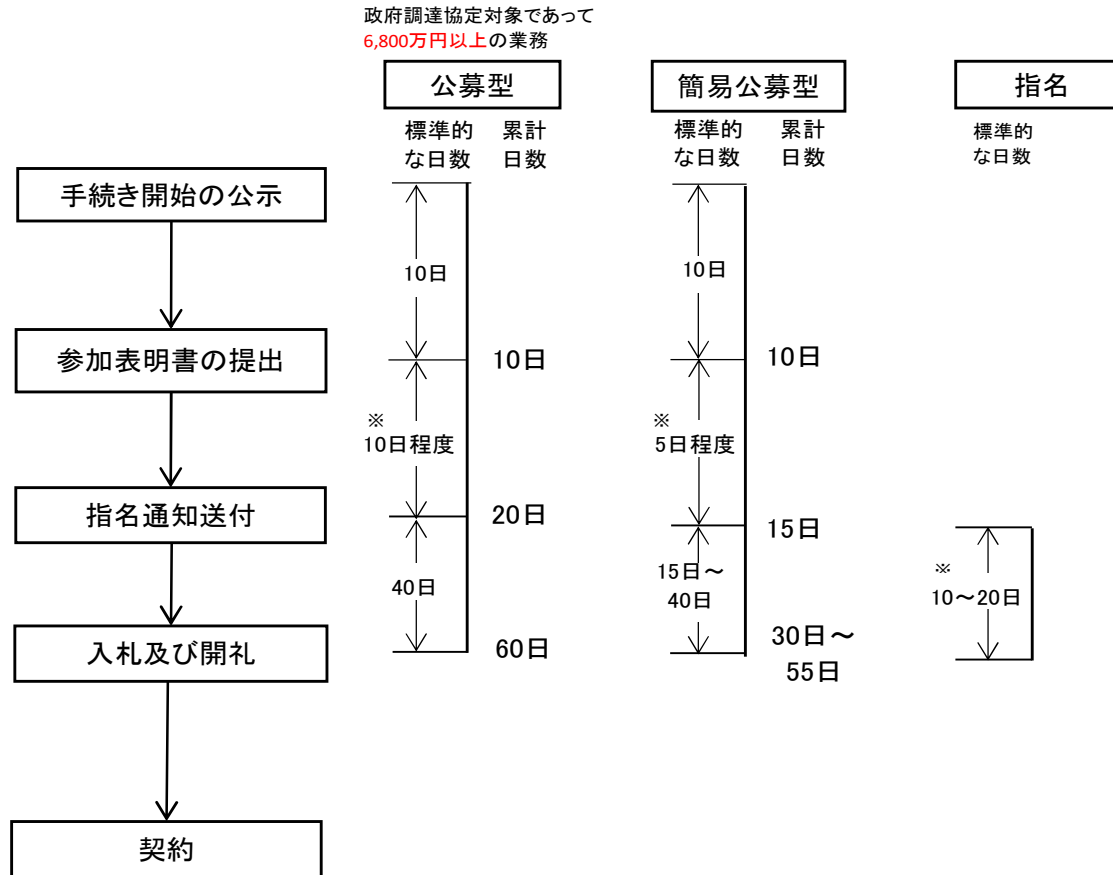 政府調達協定対象であって
6,800万円以上の業務
公募型
簡易公募型
指名
標準的
な日数
累計
日数
標準的
な日数
累計
日数
標準的
な日数
手続き開始の公示
10日
10日
参加表明書の提出
10日
10日
※
10日程度
※
5日程度
指名通知送付
20日
15日
40日
15日～
40日
※
10～20日
入札及び開礼
60日
30日～
55日
契約